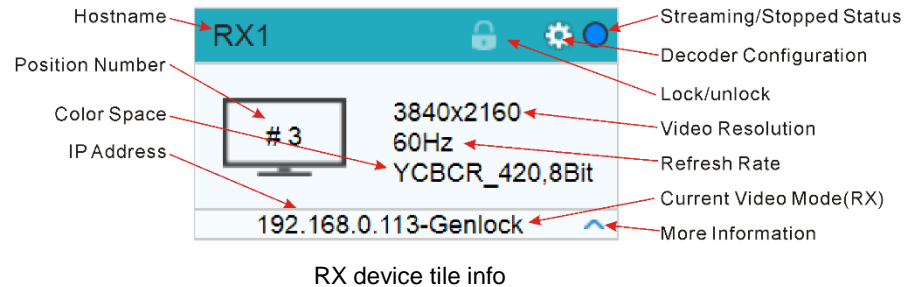 Hostname
Position Number
Color Space
IP Address
RX1
# 3
3840x2160
60Hz
YCBCR_420,8Bit
192.168.0.113-Genlock
Streaming/Stopped Status
Decoder Configuration
Lock/unlock
Video Resolution
Refresh Rate
Current Video Mode(RX)
More Information
RX device tile info